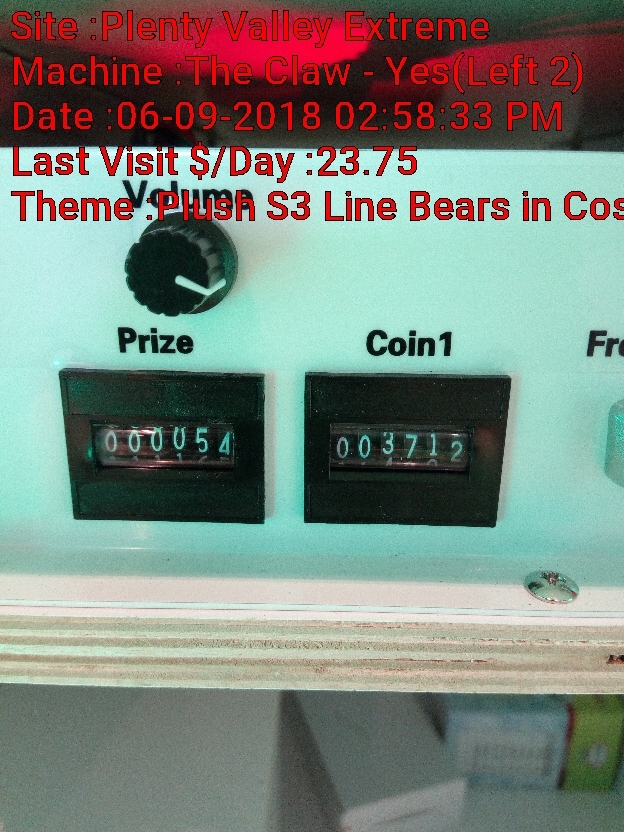 Site :Plenty Valley Extreme
Machine :The Claw - Yes(Left 2)
Date :06-09-2018 02:58:33 PM
Last Visit $/Day :23.75
Volume
Theme :Plush S3 Line Bears in Cos
Prize Coin1 Fre
000054 003712